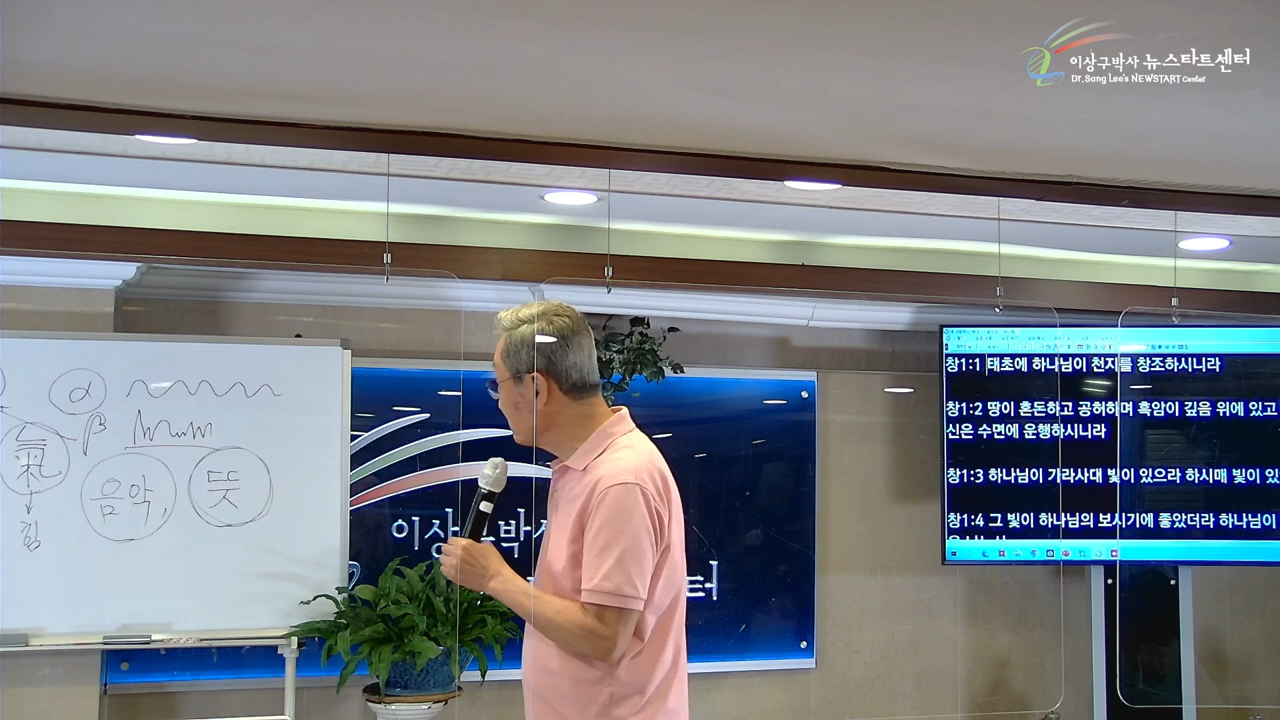 이상구박사 뉴스타트센터
Dr. Sang Lee's NEWSTART Center
α
β
氣
음악,
뜻
힘
이상구박사
터
창1:1 태초에 하나님이 천지를 창조하시니라
창1:2 땅이 혼돈하고 공허하며 흑암이 깊음 위에 있고
신은 수면에 운행하시니라
창1:3 하나님이 가라사대 빛이 있으라 하시매 빛이 있
창1:4 그 빛이 하나님의 보시기에 좋았더라 하나님이